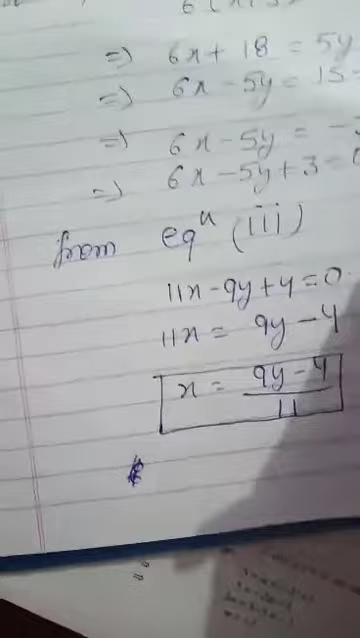 => 6x + 18 = 5y
=> 6x - 5y = 15 -
=> 6x - 5y = -
=> 6x - 5y + 3 = 0
from eqn (iii)
11x - 9y + 4 = 0
11x = 9y - 4
x = 9y - 4 / 11